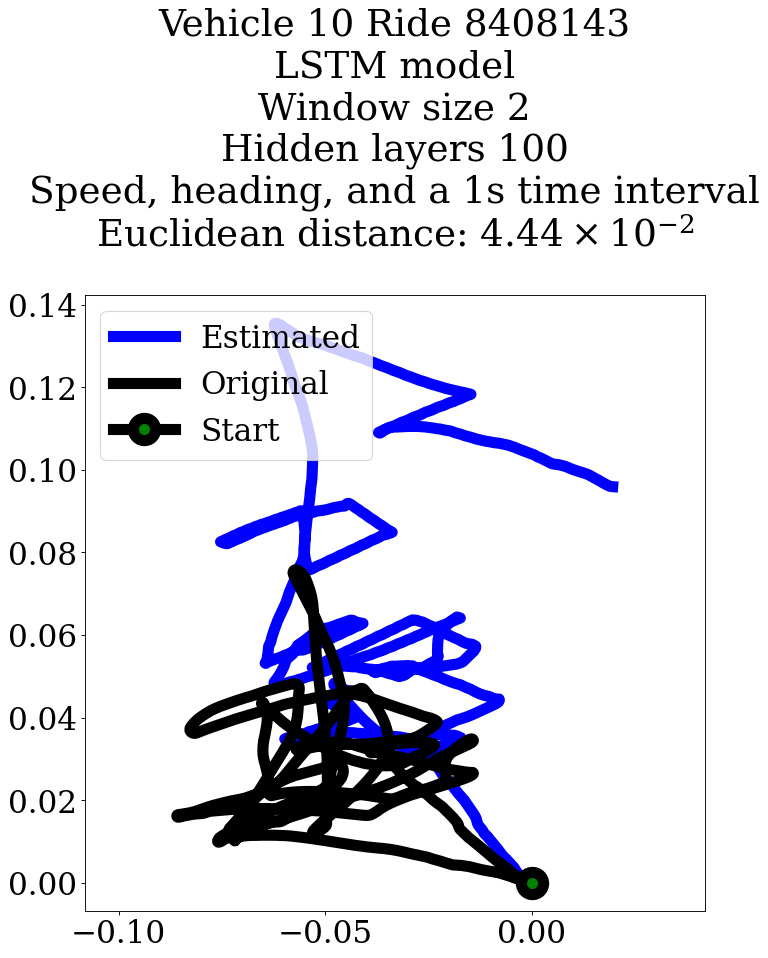 Vehicle 10 Ride 8408143
LSTM model
Window size 2
Hidden layers 100
Speed, heading, and a 1s time interval
Euclidean distance: 4.44 × 10⁻²
Estimated
Original
Start
0.14
0.12
0.10
0.08
0.06
0.04
0.02
0.00
−0.10
−0.05
0.00